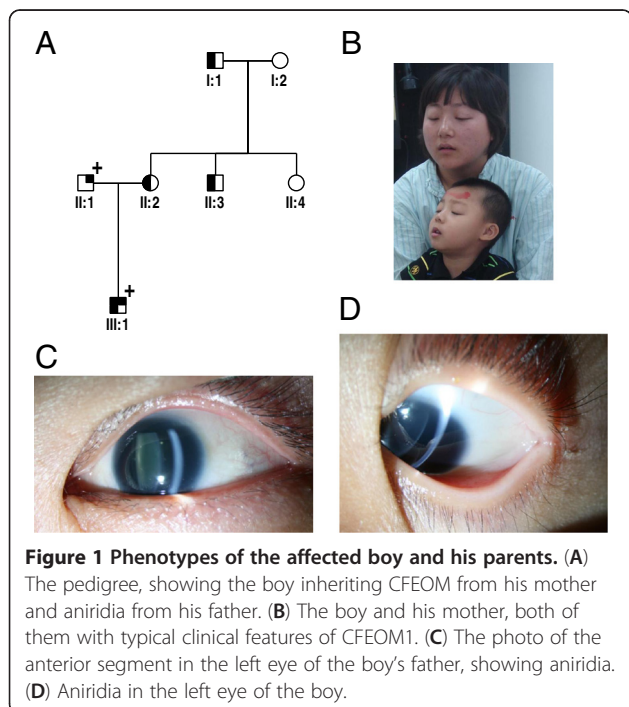 A
B
I:1 I:2
+
II:1 II:2 II:3 II:4
+
III:1
C
D
Figure 1 Phenotypes of the affected boy and his parents. (A)
The pedigree, showing the boy inheriting CFEOM from his mother
and aniridia from his father. (B) The boy and his mother, both of
them with typical clinical features of CFEOM1. (C) The photo of the
anterior segment in the left eye of the boy's father, showing aniridia.
(D) Aniridia in the left eye of the boy.